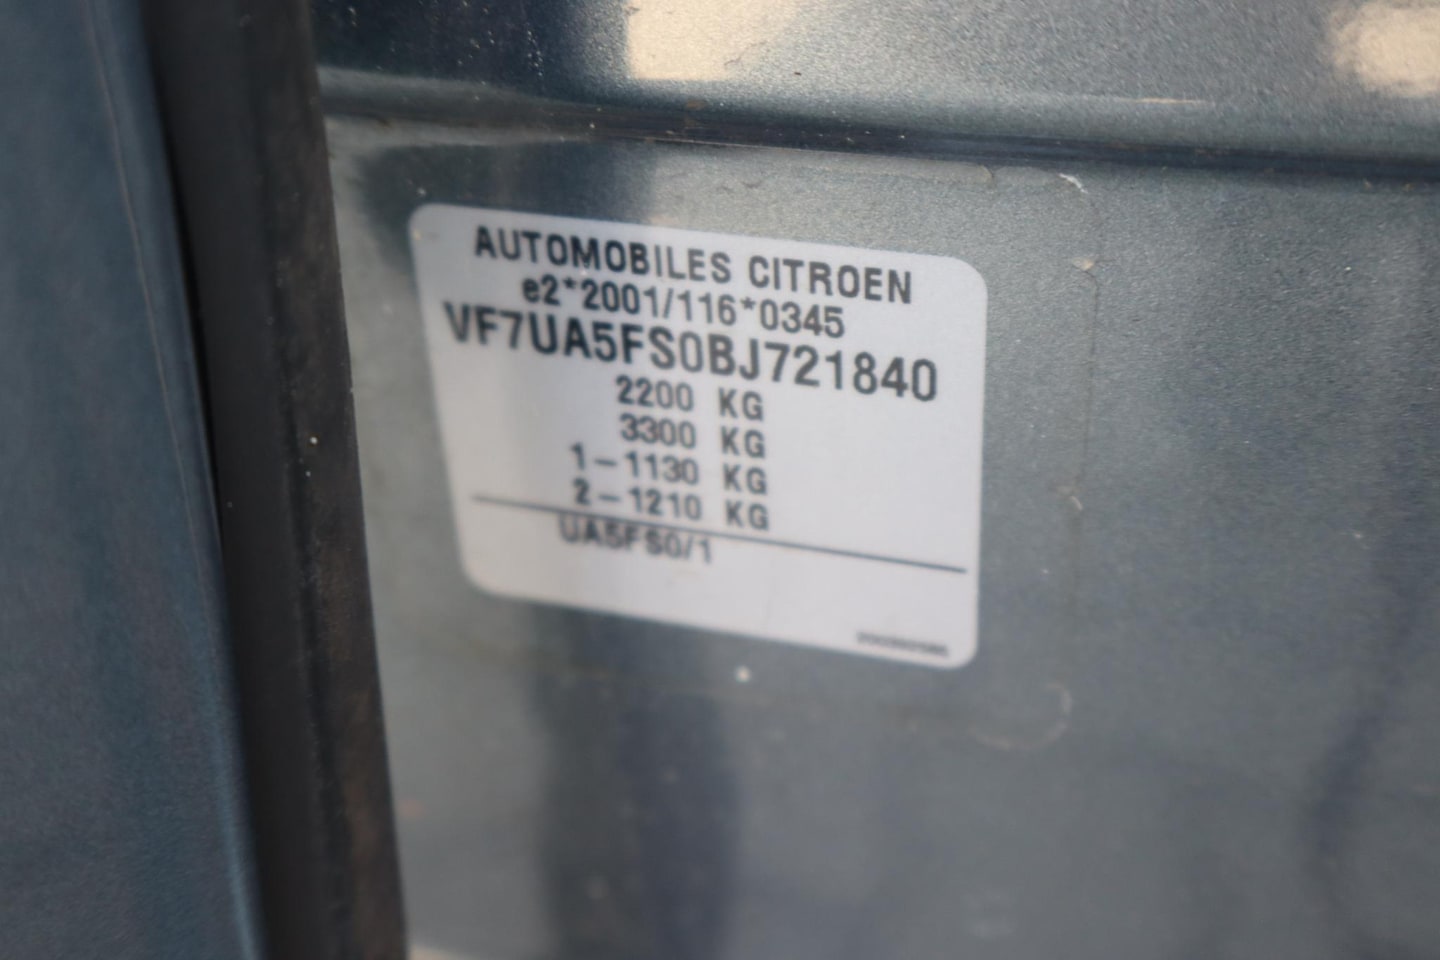 AUTOMOBILES CITROEN
e2*2001/116*0345
VF7UA5FS0BJ721840
2200 KG
3300 KG
1-1130 KG
2-1210 KG
UA5FS0/1